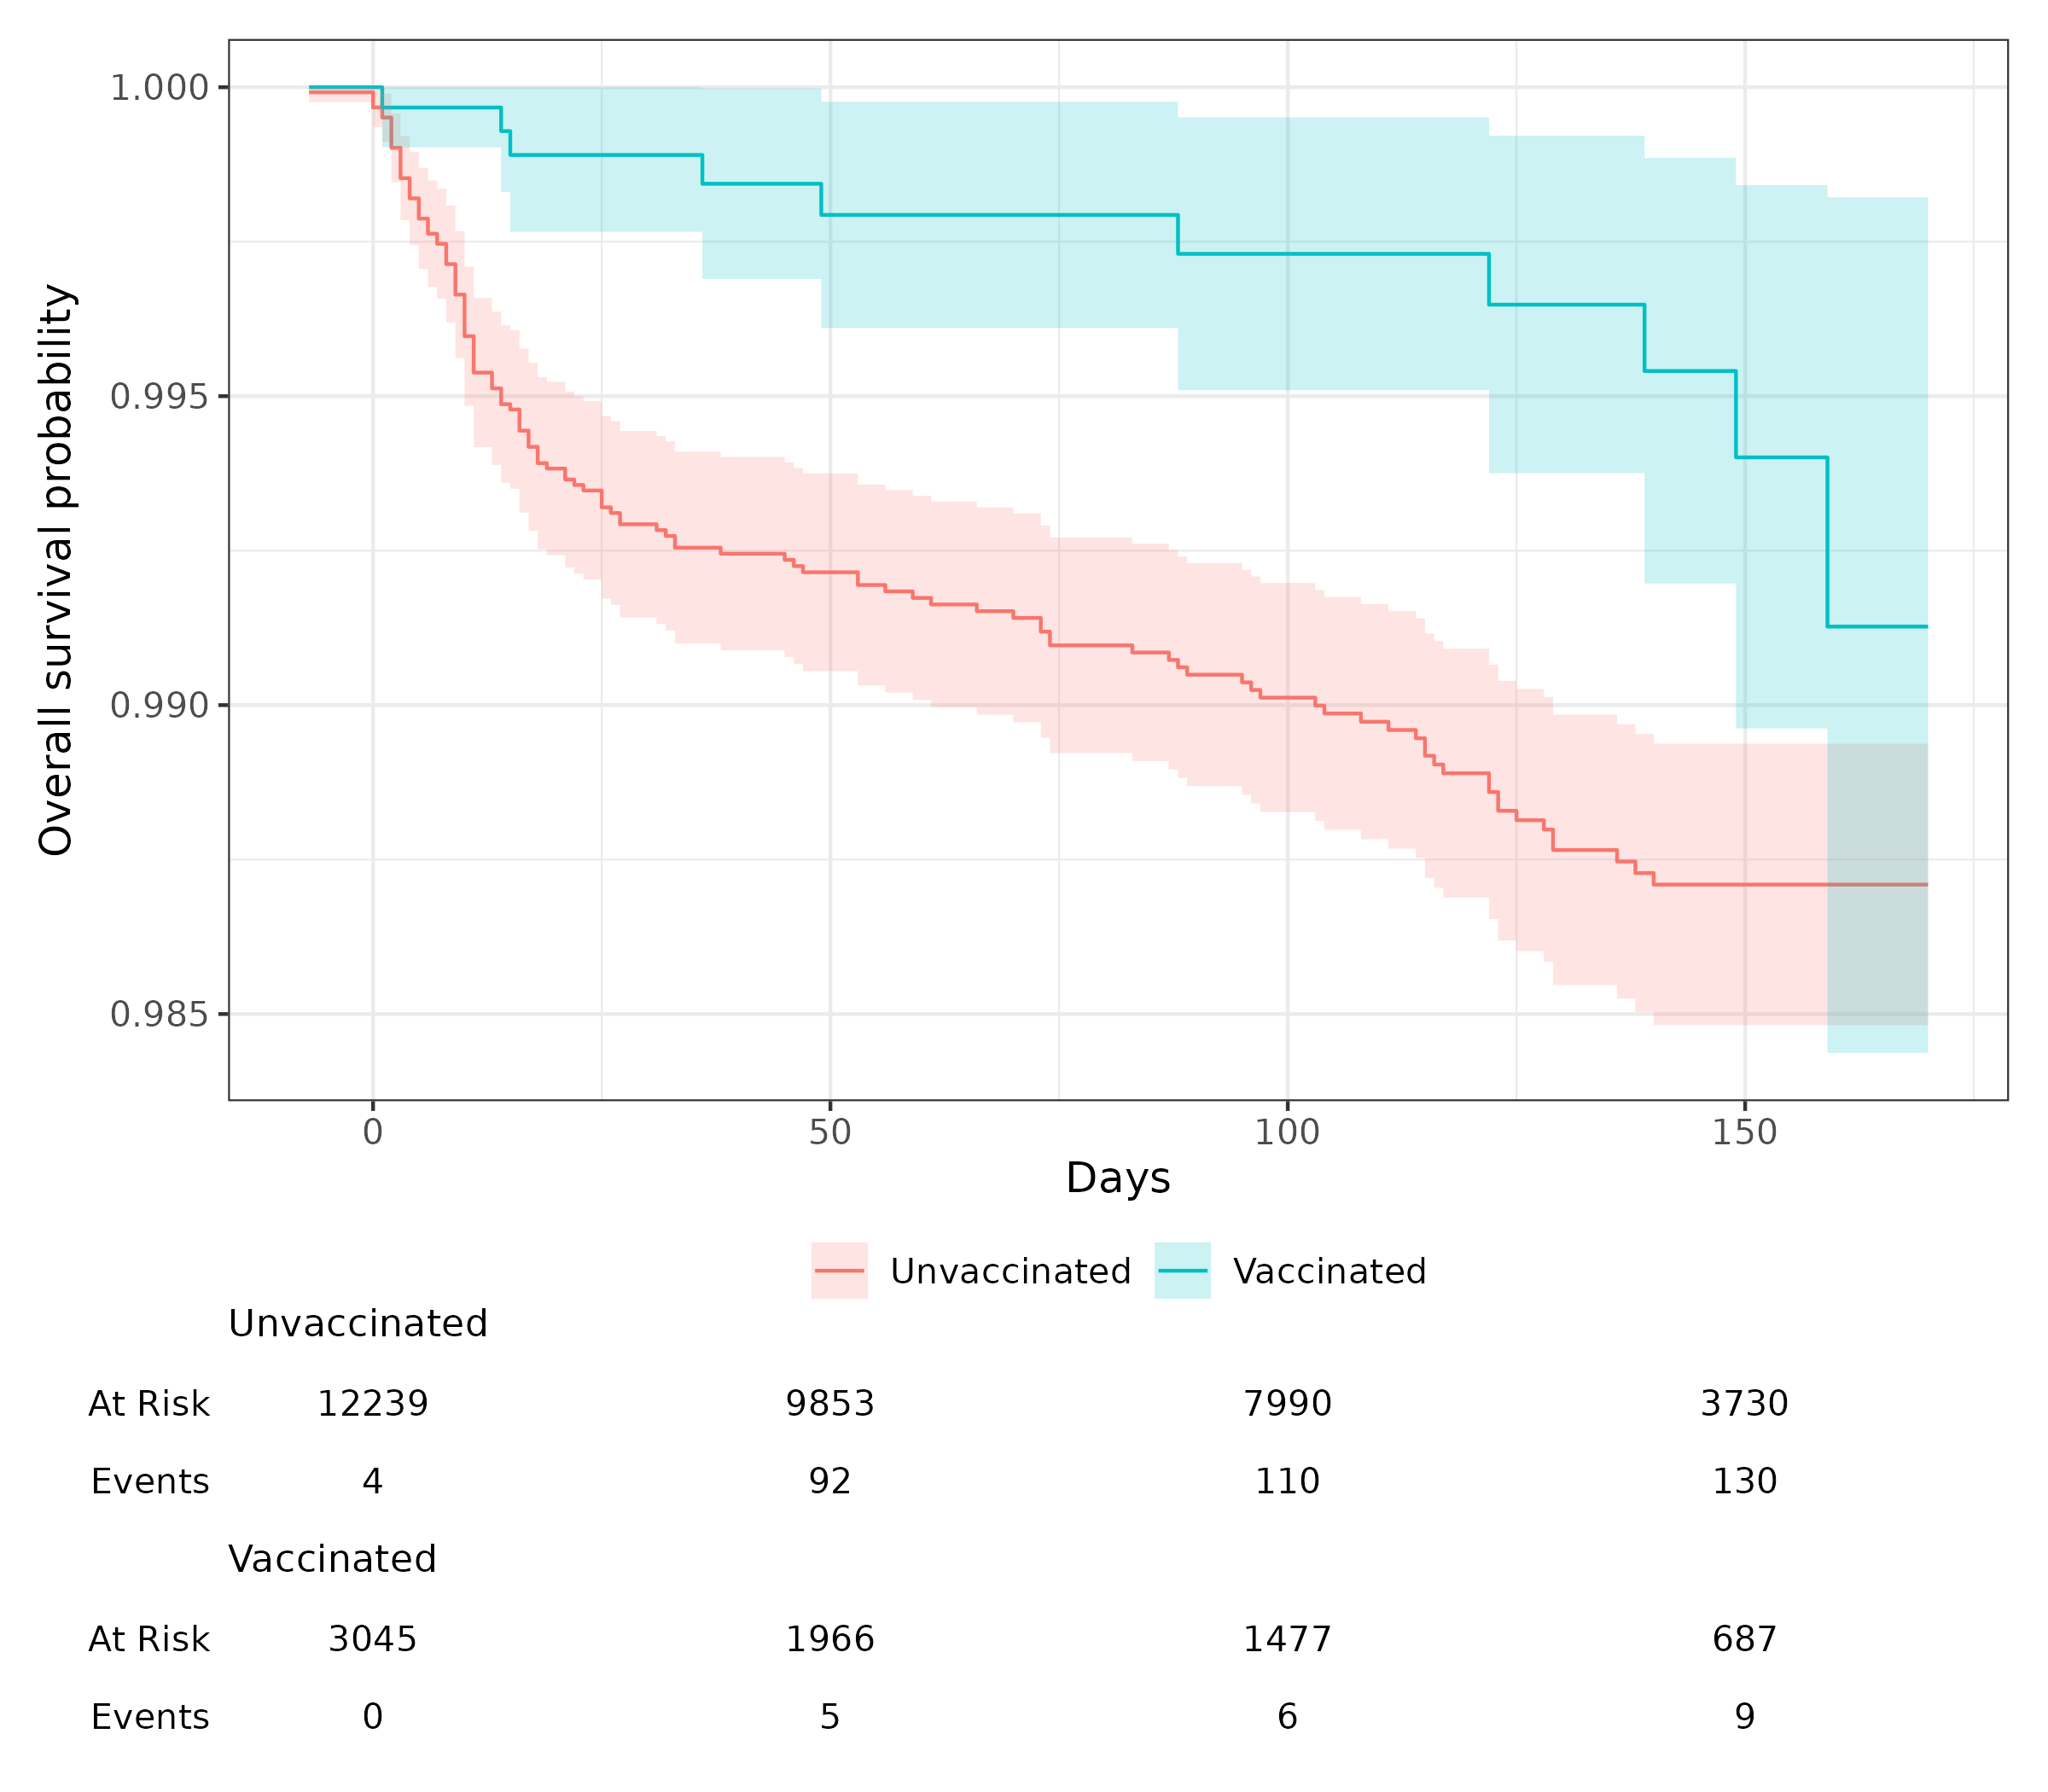 Overall survival probability
1.000
0.995
0.990
0.985
0 50 100 150
Days
Unvaccinated Vaccinated
Unvaccinated
At Risk 12239 9853 7990 3730
Events 4 92 110 130
Vaccinated
At Risk 3045 1966 1477 687
Events 0 5 6 9